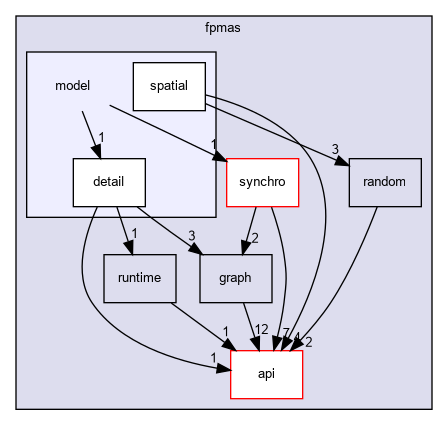 fpmas
model
spatial
1
1
3
detail
synchro
random
1
3
2
runtime
graph
1
1
12
7
4
2
api